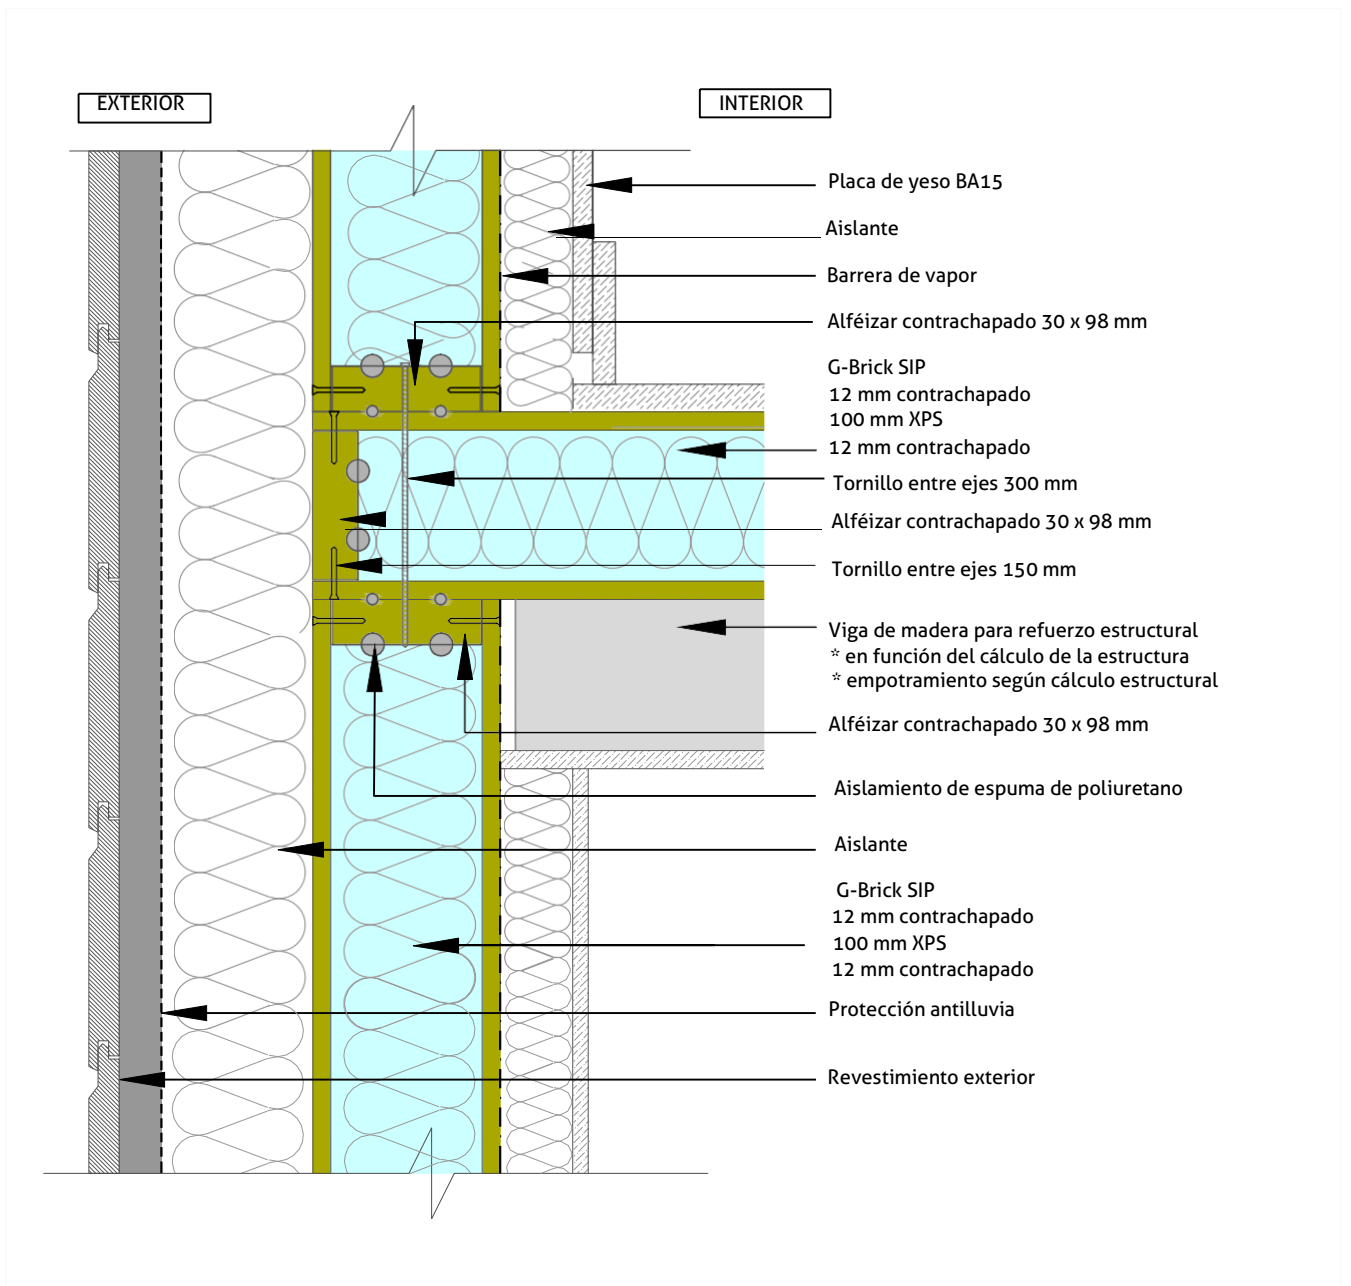 EXTERIOR
INTERIOR
Placa de yeso BA15
Aislante
Barrera de vapor
Alféizar contrachapado 30 x 98 mm
G-Brick SIP
12 mm contrachapado
100 mm XPS
12 mm contrachapado
Tornillo entre ejes 300 mm
Alféizar contrachapado 30 x 98 mm
Tornillo entre ejes 150 mm
Viga de madera para refuerzo estructural
* en función del cálculo de la estructura
* empotramiento según cálculo estructural
Alféizar contrachapado 30 x 98 mm
Aislamiento de espuma de poliuretano
Aislante
G-Brick SIP
12 mm contrachapado
100 mm XPS
12 mm contrachapado
Protección antilluvia
Revestimiento exterior